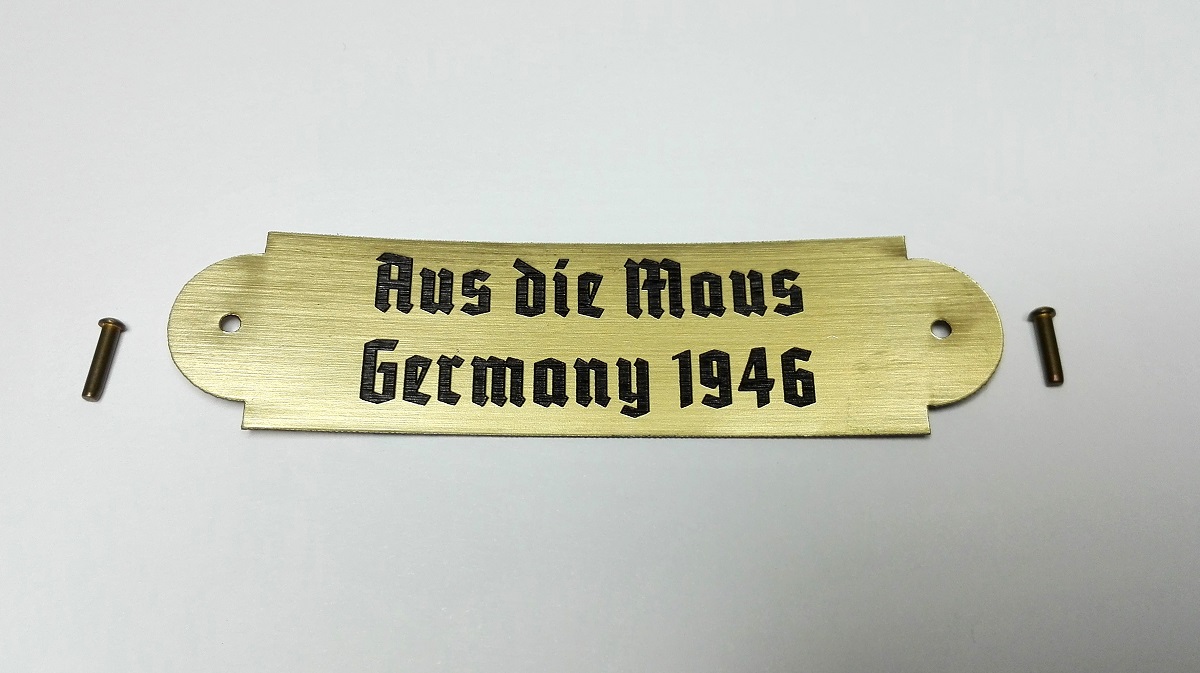 Aus die Maus
Germany 1946